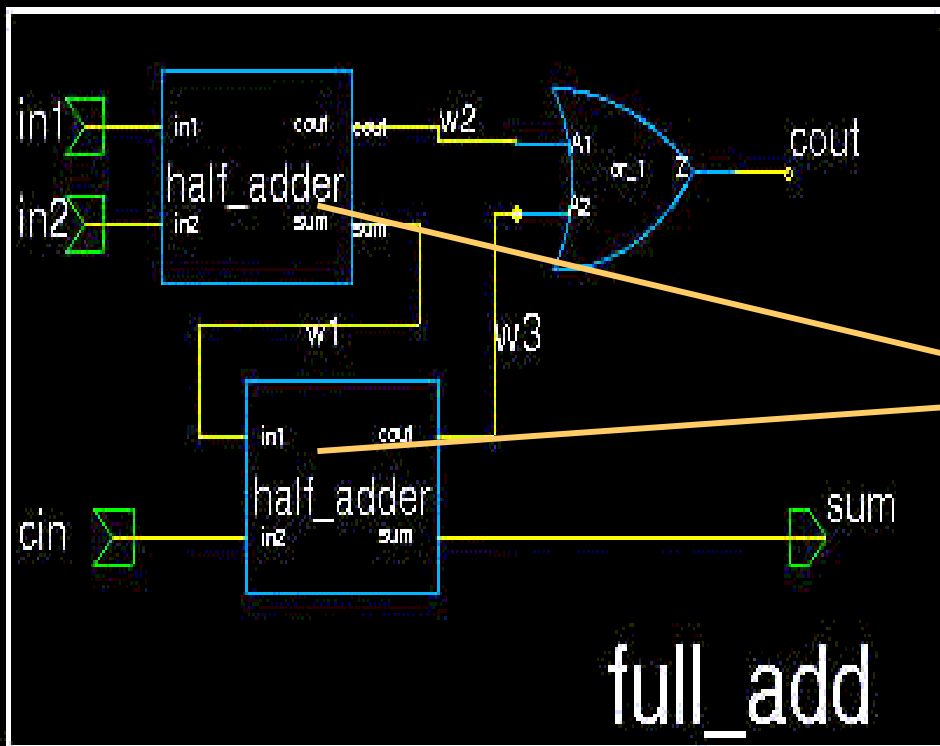 in1
in1
cout
cout
w2
A1
or_1
Z
cout
half_adder
in2
in2
sum
sum
A2
w1
w3
in1
cout
half_adder
cin
in2
sum
sum
full_add